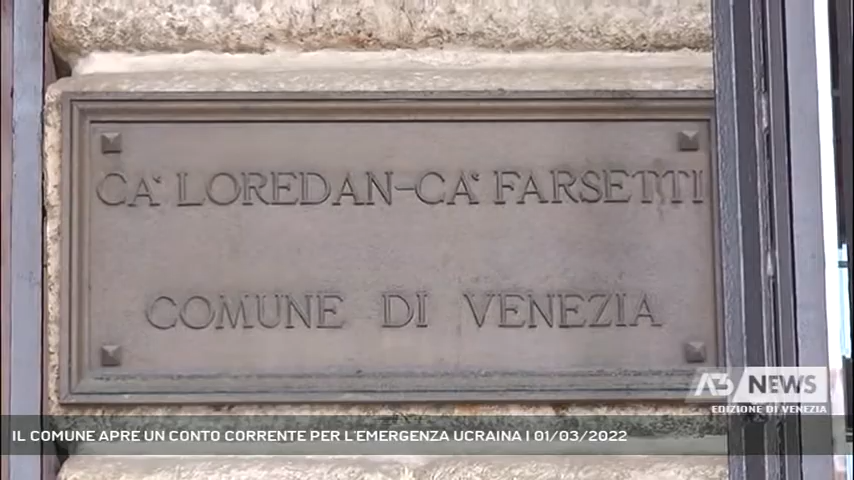 CA' LOREDAN-CA' FARSETTI
COMUNE DI VENEZIA
A3 NEWS
EDIZIONE DI VENEZIA
IL COMUNE APRE UN CONTO CORRENTE PER L'EMERGENZA UCRAINA | 01/03/2022